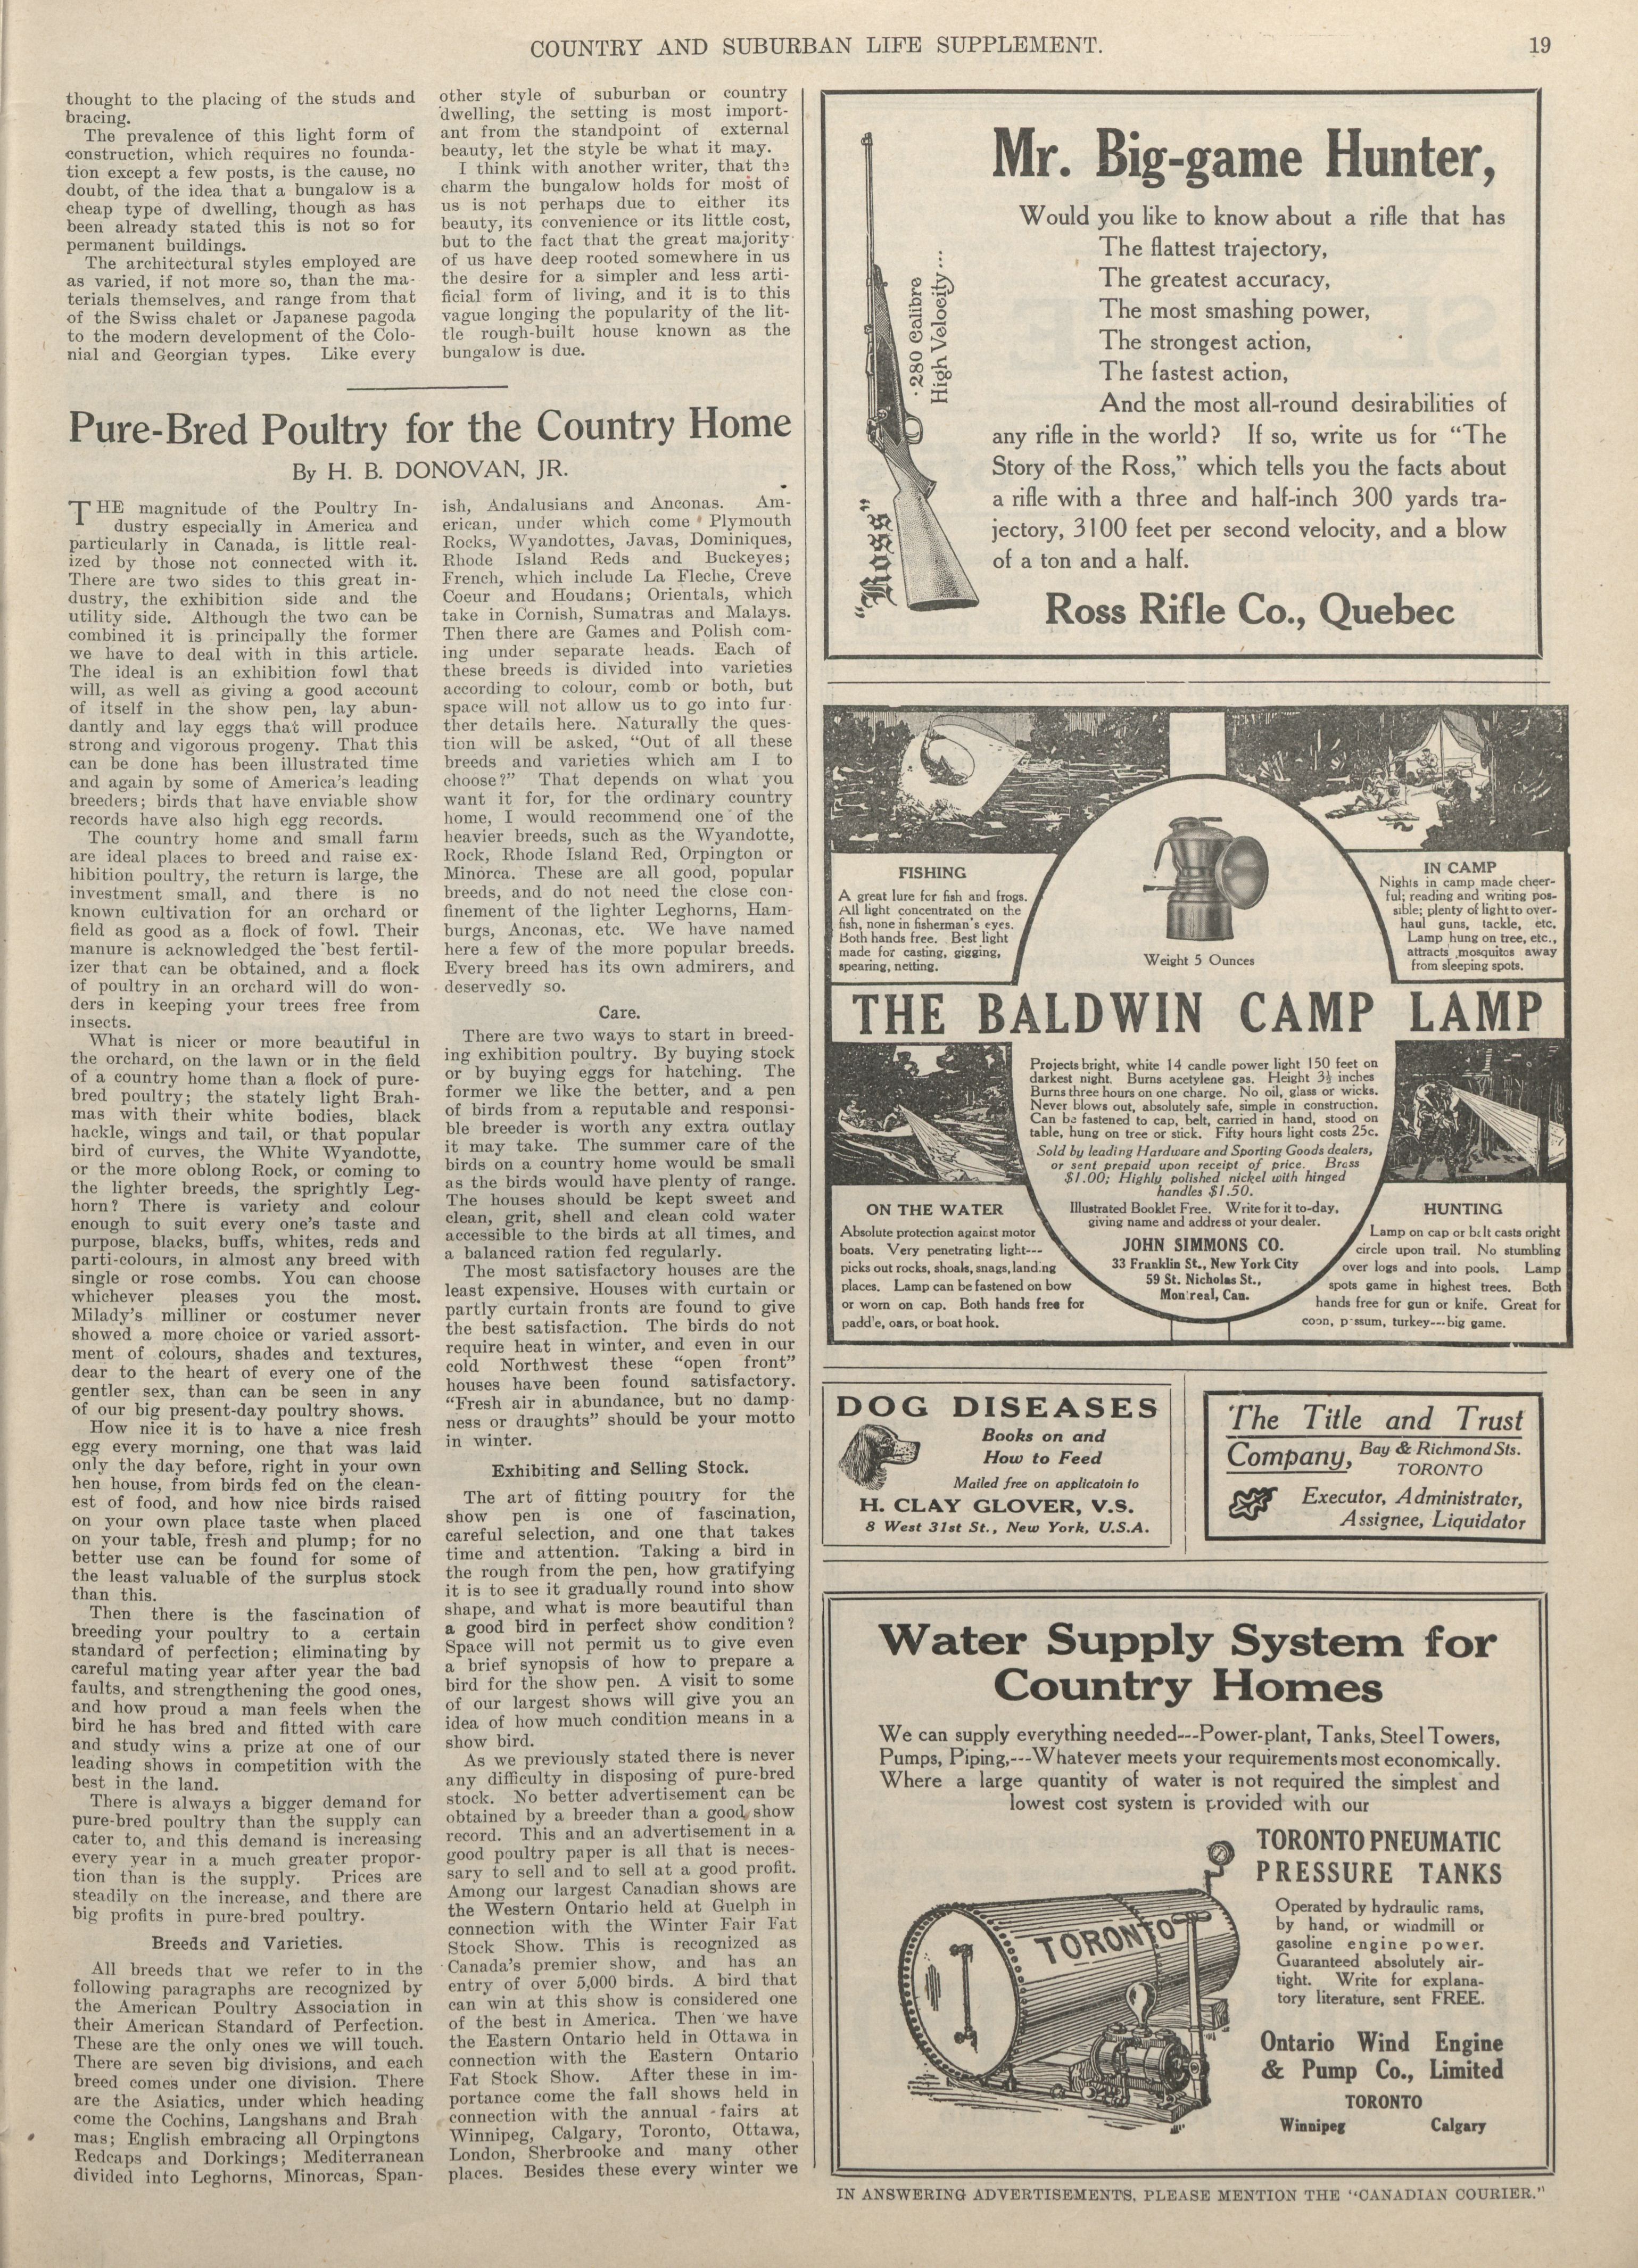 COUNTRY AND SUBURBAN LIFE SUPPLEMENT.
19
thought to the placing of the studs and
bracing.
The prevalence of this light form of
construction, which requires no founda-
tion except a few posts, is the cause, no
doubt, of the idea that a bungalow is a
cheap type of dwelling, though as has
been already stated this is not so for
permanent buildings.
The architectural styles employed are
as varied, if not more so, than the ma-
terials themselves, and range from that
of the Swiss chalet or Japanese pagoda
to the modern development of the Colo-
nial and Georgian types. Like every
other style of suburban or country
dwelling, the setting is most import-
ant from the standpoint of external
beauty, let the style be what it may.
I think with another writer, that the
charm the bungalow holds for most of
us is not perhaps due to either its
beauty, its convenience or its little cost,
but to the fact that the great majority
of us have deep rooted somewhere in us
the desire for a simpler and less arti-
ficial form of living, and it is to this
vague longing the popularity of the lit-
tle rough-built house known as the
bungalow is due.
Pure-Bred Poultry for the Country Home
By H. B. DONOVAN, JR.
THE magnitude of the Poultry In-
dustry especially in America and
particularly in Canada, is little real-
ized by those not connected with it.
There are two sides to this great in-
dustry, the exhibition side and the
utility side. Although the two can be
combined it is principally the former
we have to deal with in this article.
The ideal is an exhibition fowl that
will, as well as giving a good account
of itself in the show pen, lay abun-
dantly and lay eggs that will produce
strong and vigorous progeny. That this
can be done has been illustrated time
and again by some of America's leading
breeders; birds that have enviable show
records have also high egg records.
The country home and small farm
are ideal places to breed and raise ex-
hibition poultry, the return is large, the
investment small, and there is no
known cultivation for an orchard or
field as good as a flock of fowl. Their
manure is acknowledged the best fertil-
izer that can be obtained, and a flock
of poultry in an orchard will do won-
ders in keeping your trees free from
insects.
What is nicer or more beautiful in
the orchard, on the lawn or in the field
of a country home than a flock of pure-
bred poultry; the stately light Brah-
mas with their white bodies, black
hackle, wings and tail, or that popular
bird of curves, the White Wyandotte,
or the more oblong Rock, or coming to
the lighter breeds, the sprightly Leg-
horn? There is variety and colour
enough to suit every one's taste and
purpose, blacks, buffs, whites, reds and
parti-colours, in almost any breed with
single or rose combs. You can choose
whichever pleases you the most.
Milady's milliner or costumer never
showed a more choice or varied assort-
ment of colours, shades and textures,
dear to the heart of every one of the
gentler sex, than can be seen in any
of our big present-day poultry shows.
How nice it is to have a nice fresh
egg every morning, one that was laid
only the day before, right in your own
hen house, from birds fed on the clean-
est of food, and how nice birds raised
on your own place taste when placed
on your table, fresh and plump; for no
better use can be found for some of
the least valuable of the surplus stock
than this.
Then there is the fascination of
breeding your poultry to a certain
standard of perfection; eliminating by
careful mating year after year the bad
faults, and strengthening the good ones,
and how proud a man feels when the
bird he has bred and fitted with care
and study wins a prize at one of our
leading shows in competition with the
best in the land.
There is always a bigger demand for
pure-bred poultry than the supply can
cater to, and this demand is increasing
every year in a much greater propor-
tion than is the supply. Prices are
steadily on the increase, and there are
big profits in pure-bred poultry.
Breeds and Varieties.
All breeds that we refer to in the
following paragraphs are recognized by
the American Poultry Association in
their American Standard of Perfection.
These are the only ones we will touch.
There are seven big divisions, and each
breed comes under one division. There
are the Asiatics, under which heading
come the Cochins, Langshans and Brah
mas; English embracing all Orpingtons
Redcaps and Dorkings; Mediterranean
divided into Leghorns, Minorcas, Span-
ish, Andalusians and Anconas. Am-
erican, under which come Plymouth
Rocks, Wyandottes, Javas, Dominiques,
Rhode Island Reds and Buckeyes;
French, which include La Fleche, Creve
Coeur and Houdans; Orientals, which
take in Cornish, Sumatras and Malays.
Then there are Games and Polish com-
ing under separate heads. Each of
these breeds is divided into varieties
according to colour, comb or both, but
space will not allow us to go into fur-
ther details here. Naturally the ques-
tion will be asked, "Out of all these
breeds and varieties which am I to
choose?" That depends on what you
want it for, for the ordinary country
home, I would recommend one of the
heavier breeds, such as the Wyandotte,
Rock, Rhode Island Red, Orpington or
Minorca. These are all good, popular
breeds, and do not need the close con-
finement of the lighter Leghorns, Ham-
burgs, Anconas, etc. We have named
here a few of the more popular breeds.
Every breed has its own admirers, and
deservedly so.
Care.
There are two ways to start in breed-
ing exhibition poultry. By buying stock
or by buying eggs for hatching. The
former we like the better, and a pen
of birds from a reputable and responsi-
ble breeder is worth any extra outlay
it may take. The summer care of the
birds on a country home would be small
as the birds would have plenty of range.
The houses should be kept sweet and
clean, grit, shell and clean cold water
accessible to the birds at all times, and
a balanced ration fed regularly.
The most satisfactory houses are the
least expensive. Houses with curtain or
partly curtain fronts are found to give
the best satisfaction. The birds do not
require heat in winter, and even in our
cold Northwest these "open front"
houses have been found satisfactory.
"Fresh air in abundance, but no damp-
ness or draughts" should be your motto
in winter.
Exhibiting and Selling Stock.
The art of fitting poultry for the
show pen is one of fascination,
careful selection, and one that takes
time and attention. Taking a bird in
the rough from the pen, how gratifying
it is to see it gradually round into show
shape, and what is more beautiful than
a good bird in perfect show condition?
Space will not permit us to give even
a brief synopsis of how to prepare a
bird for the show pen. A visit to some
of our largest shows will give you an
idea of how much condition means in a
show bird.
As we previously stated there is never
any difficulty in disposing of pure-bred
stock. No better advertisement can be
obtained by a breeder than a good show
record. This and an advertisement in a
good poultry paper is all that is neces-
sary to sell and to sell at a good profit.
Among our largest Canadian shows are
the Western Ontario held at Guelph in
connection with the Winter Fair Fat
Stock Show. This is recognized as
Canada's premier show, and has an
entry of over 5,000 birds. A bird that
can win at this show is considered one
of the best in America. Then we have
the Eastern Ontario held in Ottawa in
connection with the Eastern Ontario
Fat Stock Show. After these in im-
portance come the fall shows held in
connection with the annual fairs at
Winnipeg, Calgary, Toronto, Ottawa,
London, Sherbrooke and many other
places. Besides these every winter we
Mr. Big-game Hunter,
Would you like to know about a rifle that has
The flattest trajectory,
The greatest accuracy,
The most smashing power,
The strongest action,
The fastest action,
And the most all-round desirabilities of
any rifle in the world? If so, write us for "The
Story of the Ross," which tells you the facts about
a rifle with a three and half-inch 300 yards tra-
jectory, 3100 feet per second velocity, and a blow
of a ton and a half.
Ross Rifle Co., Quebec
"Ross"
.280 Calibre
High Velocity...
FISHING
A great lure for fish and frogs.
All light concentrated on the
fish, none in fisherman's eyes.
Both hands free. Best light
made for casting, gigging,
spearing, netting.
Weight 5 Ounces
IN CAMP
Nights in camp made cheer-
ful; reading and writing pos-
sible; plenty of light to over-
haul guns, tackle, etc.
Lamp hung on tree, etc.,
attracts mosquitos away
from sleeping spots.
THE BALDWIN CAMP LAMP
Projects bright, white 14 candle power light 150 feet on
darkest night. Burns acetylene gas. Height 3½ inches
Burns three hours on one charge. No oil, glass or wicks.
Never blows out, absolutely safe, simple in construction.
Can be fastened to cap, belt, carried in hand, stood on
table, hung on tree or stick. Fifty hours light costs 25c.
Sold by leading Hardware and Sporting Goods dealers,
or sent prepaid upon receipt of price. Brass
$1.00; Highly polished nickel with hinged
handles $1.50.
Illustrated Booklet Free. Write for it to-day,
giving name and address of your dealer.
JOHN SIMMONS CO.
33 Franklin St., New York City
59 St. Nicholas St.,
Montreal, Can.
ON THE WATER
Absolute protection against motor
boats. Very penetrating light---
picks out rocks, shoals, snags, landing
places. Lamp can be fastened on bow
or worn on cap. Both hands free for
padd'e, oars, or boat hook.
HUNTING
Lamp on cap or belt casts oright
circle upon trail. No stumbling
over logs and into pools. Lamp
spots game in highest trees. Both
hands free for gun or knife. Great for
coon, p ssum, turkey---big game.
DOG DISEASES
Books on and
How to Feed
Mailed free on applicatoin to
H. CLAY GLOVER, V.S.
8 West 31st St., New York, U.S.A.
The Title and Trust
Company, Bay & Richmond Sts.
TORONTO
Executor, Administrator,
Assignee, Liquidator
Water Supply System for
Country Homes
We can supply everything needed---Power-plant, Tanks, Steel Towers,
Pumps, Piping,---Whatever meets your requirements most economically.
Where a large quantity of water is not required the simplest and
lowest cost system is provided with our
TORONTO PNEUMATIC
PRESSURE TANKS
TORONTO
Operated by hydraulic rams,
by hand, or windmill or
gasoline engine power.
Guaranteed absolutely air-
tight. Write for explana-
tory literature, sent FREE.
Ontario Wind Engine
& Pump Co., Limited
TORONTO
Winnipeg Calgary
IN ANSWERING ADVERTISEMENTS, PLEASE MENTION THE "CANADIAN COURIER."